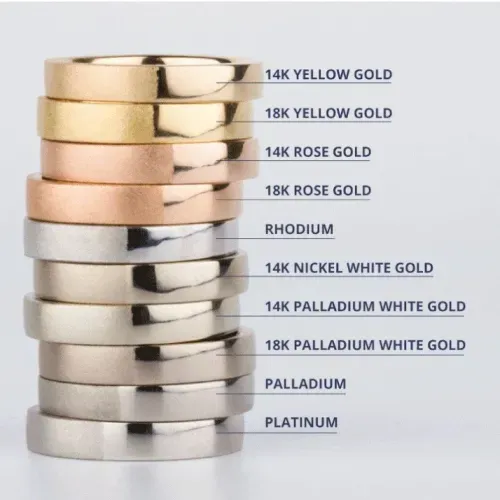 14K YELLOW GOLD
18K YELLOW GOLD
14K ROSE GOLD
18K ROSE GOLD
RHODIUM
14K NICKEL WHITE GOLD
14K PALLADIUM WHITE GOLD
18K PALLADIUM WHITE GOLD
PALLADIUM
PLATINUM